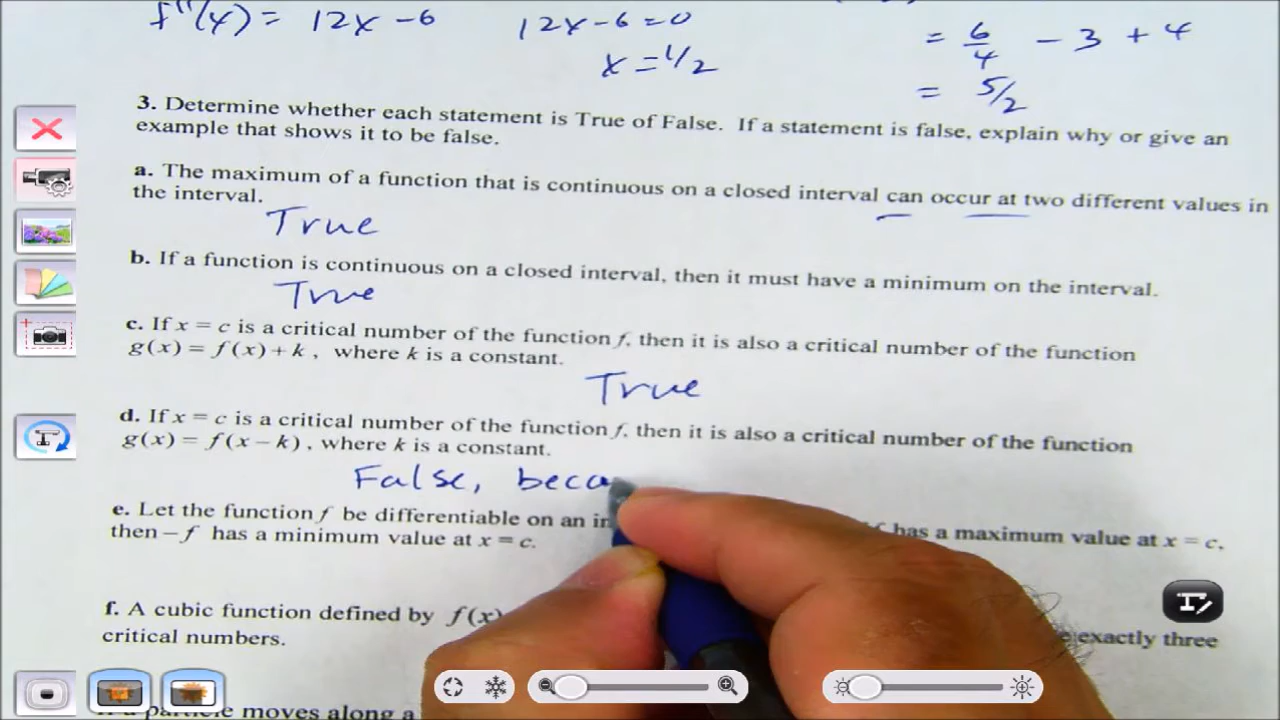 f''(x) = 12x - 6 12x - 6 = 0 = 6/4 - 3 + 4
x = 1/2 = 5/2
3. Determine whether each statement is True of False. If a statement is false, explain why or give an
example that shows it to be false.
a. The maximum of a function that is continuous on a closed interval can occur at two different values in
the interval.
True
b. If a function is continuous on a closed interval, then it must have a minimum on the interval.
True
c. If x = c is a critical number of the function f, then it is also a critical number of the function
g(x) = f(x) + k, where k is a constant.
True
d. If x = c is a critical number of the function f, then it is also a critical number of the function
g(x) = f(x − k), where k is a constant.
False, beca
e. Let the function f be differentiable on an in has a maximum value at x = c,
then −f has a minimum value at x = c.
f. A cubic function defined by f(x) exactly three
critical numbers.
a particle moves along a